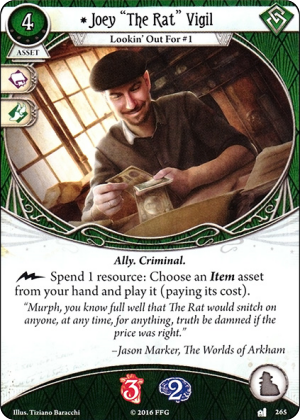 4
*Joey “The Rat” Vigil
Lookin’ Out For #1
ASSET
Ally. Criminal.
Spend 1 resource: Choose an Item asset
from your hand and play it (paying its cost).
“Murph, you know full well that The Rat would snitch on
anyone, at any time, for anything, truth be damned if the
price was right.”
–Jason Marker, The Worlds of Arkham
3
2
Illus. Tiziano Baracchi
© 2016 FFG
265